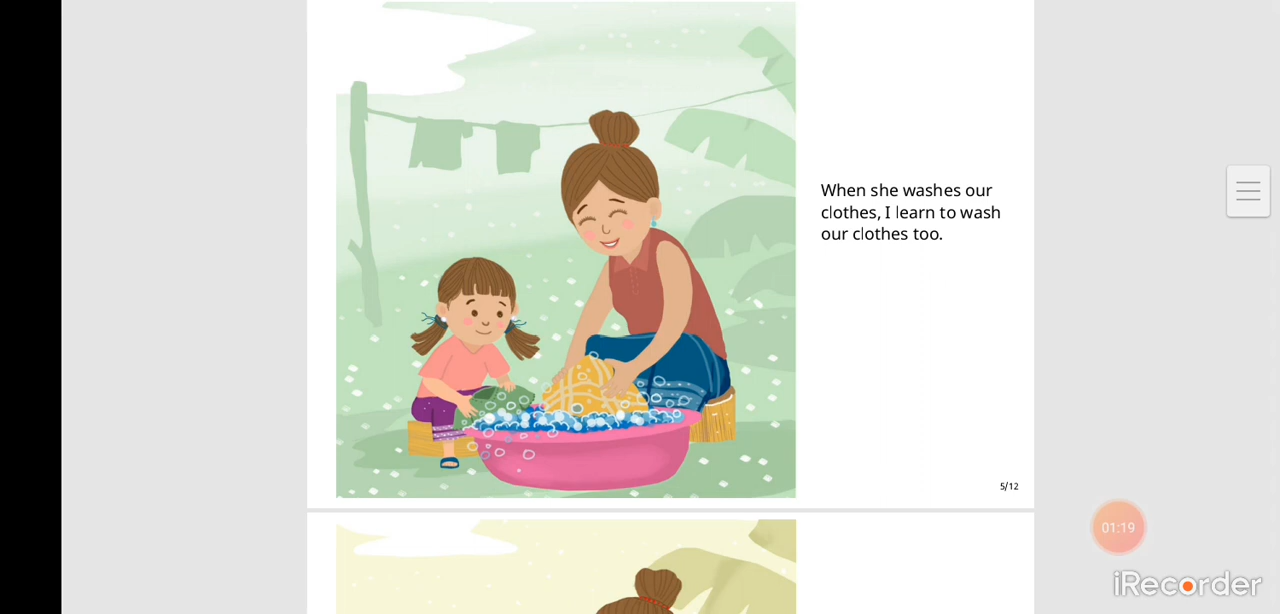 When she washes our
clothes, I learn to wash
our clothes too.
5/12
01:19
iRecorder